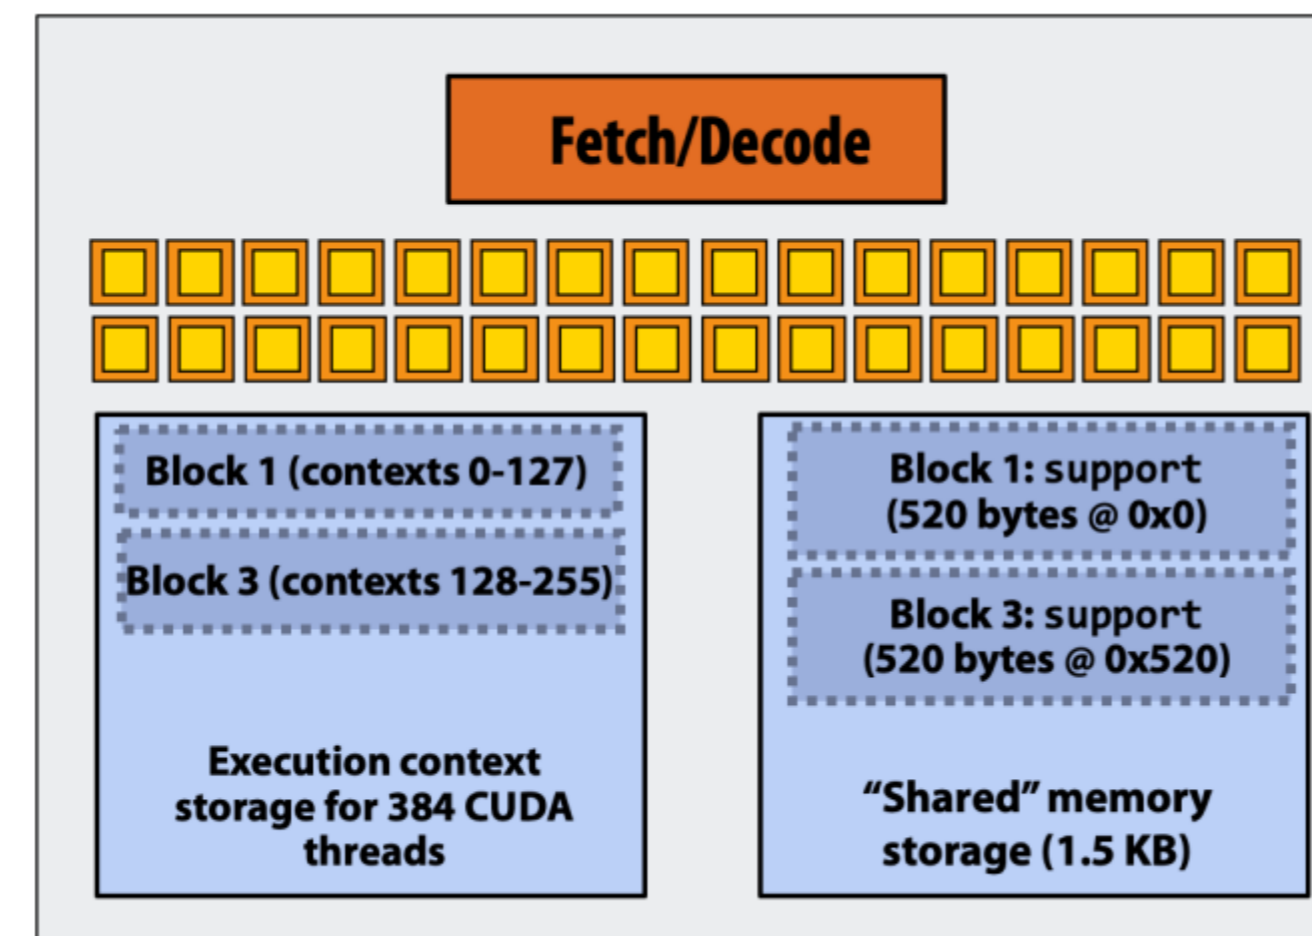 Fetch/Decode
Block 1 (contexts 0-127)
Block 3 (contexts 128-255)
Execution context
storage for 384 CUDA
threads
Block 1: support
(520 bytes @ 0x0)
Block 3: support
(520 bytes @ 0x520)
“Shared” memory
storage (1.5 KB)